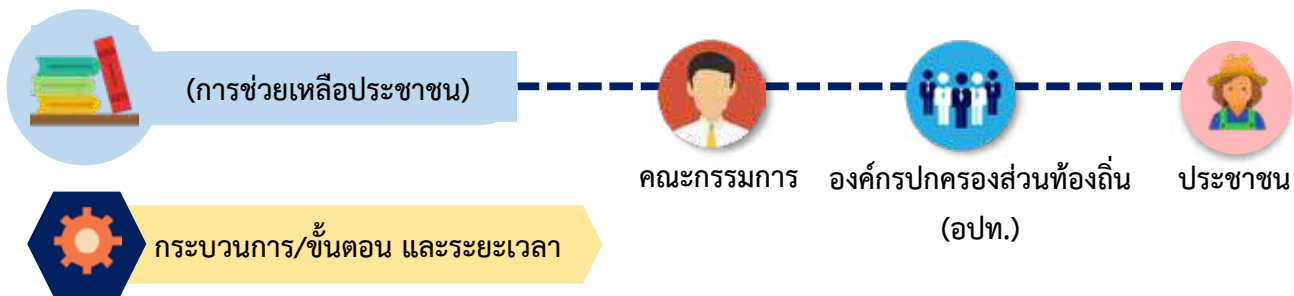 (การช่วยเหลือประชาชน)
คณะกรรมการ
องค์กรปกครองส่วนท้องถิ่น
(อปท.)
ประชาชน
กระบวนการ/ขั้นตอน และระยะเวลา